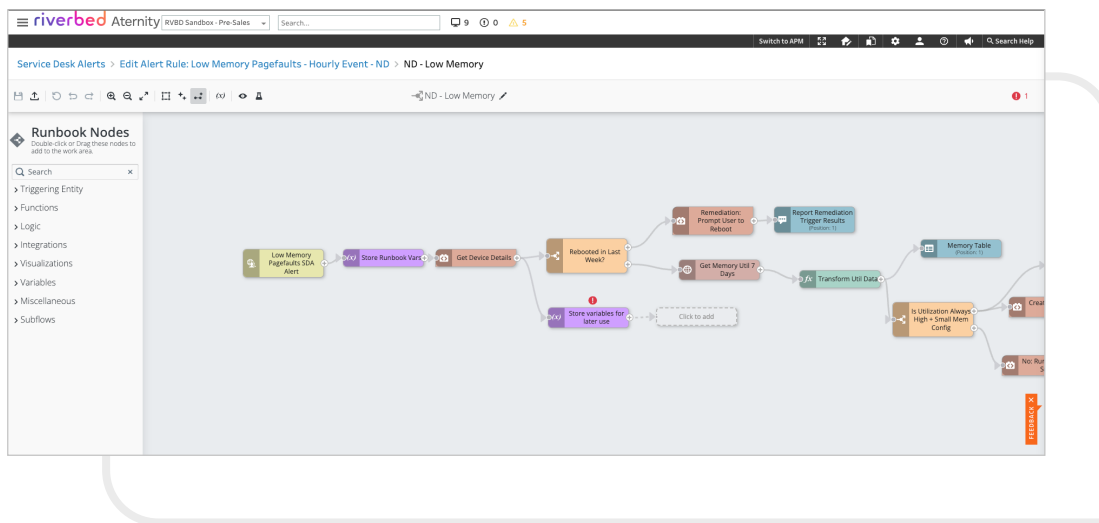 riverbed Aternity RVBD Sandbox - Pre-Sales Search... 9 0 5
Switch to APM Search Help
Service Desk Alerts > Edit Alert Rule: Low Memory Pagefaults - Hourly Event - ND > ND - Low Memory
(x) ND - Low Memory 1
Runbook Nodes
Double-click or Drag these nodes to
add to the work area.
Search ×
> Triggering Entity
> Functions
> Logic
> Integrations
> Visualizations
> Variables
> Miscellaneous
> Subflows
Low Memory
Pagefaults SDA
Alert
(x) Store Runbook Vars
Get Device Details
Rebooted in Last
Week?
Remediation:
Prompt User to
Reboot
Report Remediation
Trigger Results
(Position: 1)
Get Memory Util 7
Days
fx Transform Util Data
Memory Table
(Position: 1)
(x) Store variables for
later use
Click to add
Is Utilization Always
High + Small Mem
Config
No: Run
FEEDBACK ×